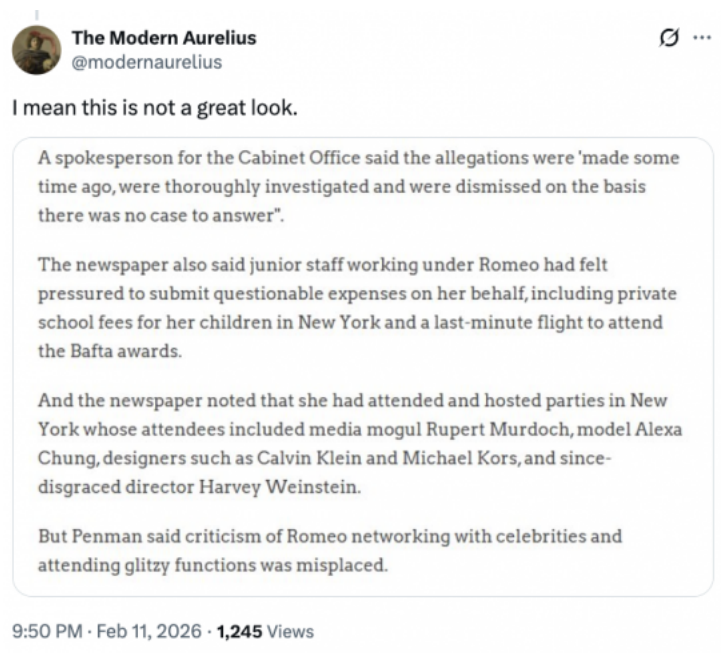 The Modern Aurelius
@modernaurelius
I mean this is not a great look.
A spokesperson for the Cabinet Office said the allegations were 'made some
time ago, were thoroughly investigated and were dismissed on the basis
there was no case to answer".
The newspaper also said junior staff working under Romeo had felt
pressured to submit questionable expenses on her behalf, including private
school fees for her children in New York and a last-minute flight to attend
the Bafta awards.
And the newspaper noted that she had attended and hosted parties in New
York whose attendees included media mogul Rupert Murdoch, model Alexa
Chung, designers such as Calvin Klein and Michael Kors, and since-
disgraced director Harvey Weinstein.
But Penman said criticism of Romeo networking with celebrities and
attending glitzy functions was misplaced.
9:50 PM · Feb 11, 2026 · 1,245 Views